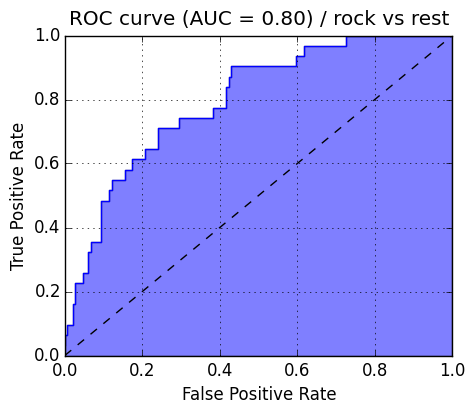 ROC curve (AUC = 0.80) / rock vs rest
1.0
0.8
0.6
0.4
0.2
0.0
True Positive Rate
0.0 0.2 0.4 0.6 0.8 1.0
False Positive Rate